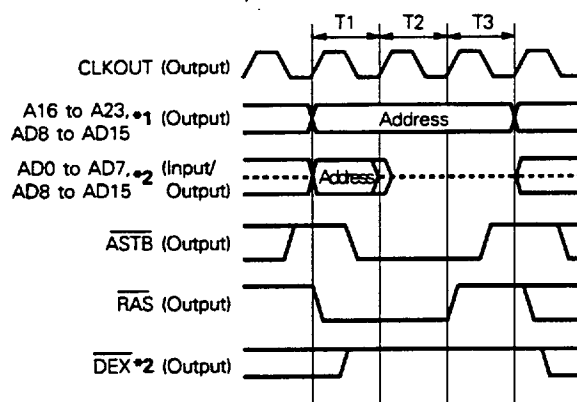 T1 T2 T3
CLKOUT (Output)
A16 to A23, *1 (Output)
AD8 to AD15
Address
AD0 to AD7, *2 (Input/
AD8 to AD15 Output)
Address
ASTB (Output)
RAS (Output)
DEX *2 (Output)